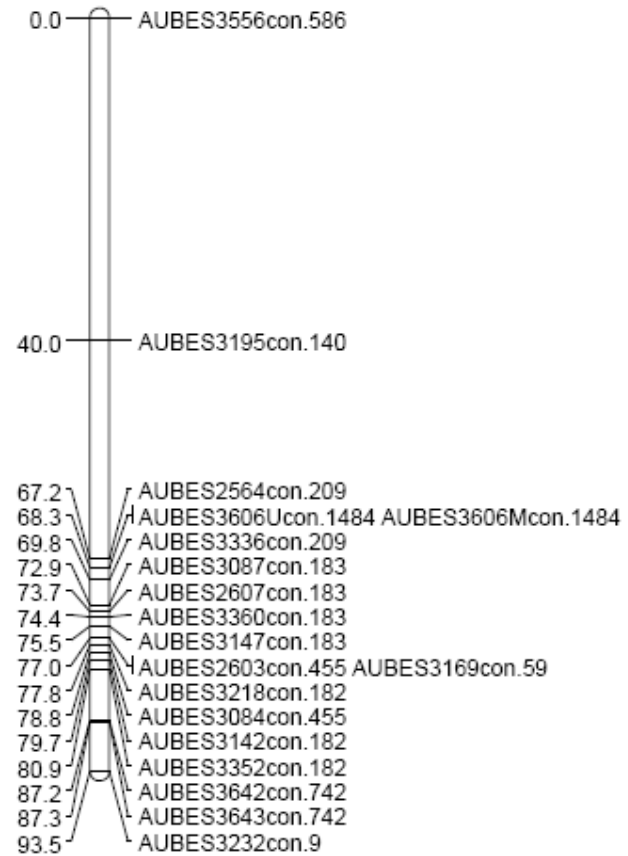 0.0 AUBES3556con.586
40.0 AUBES3195con.140
67.2 AUBES2564con.209
68.3 AUBES3606Ucon.1484 AUBES3606Mcon.1484
69.8 AUBES3336con.209
72.9 AUBES3087con.183
73.7 AUBES2607con.183
74.4 AUBES3360con.183
75.5 AUBES3147con.183
77.0 AUBES2603con.455 AUBES3169con.59
77.8 AUBES3218con.182
78.8 AUBES3084con.455
79.7 AUBES3142con.182
80.9 AUBES3352con.182
87.2 AUBES3642con.742
87.3 AUBES3643con.742
93.5 AUBES3232con.9